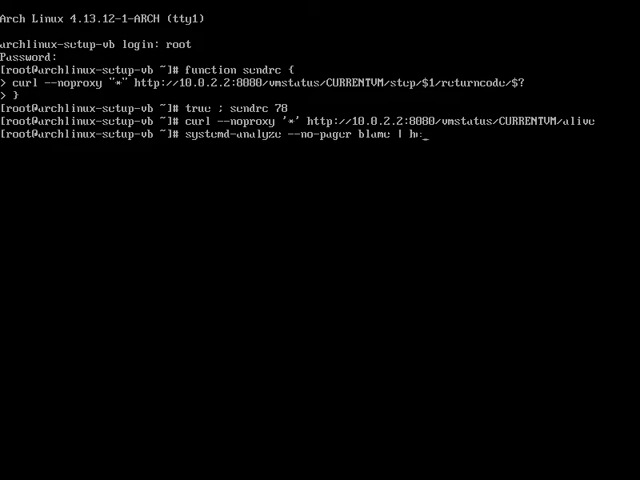 Arch Linux 4.13.12-1-ARCH (tty1)
archlinux-setup-vb login: root
Password:
[root@archlinux-setup-vb ~]# function sendrc {
> curl --noproxy "*" http://10.0.2.2:8080/vmstatus/CURRENTVM/step/$1/returncode/$?
> }
[root@archlinux-setup-vb ~]# true ; sendrc 78
[root@archlinux-setup-vb ~]# curl --noproxy '*' http://10.0.2.2:8080/vmstatus/CURRENTVM/alive
[root@archlinux-setup-vb ~]# systemd-analyze --no-pager blame | he_